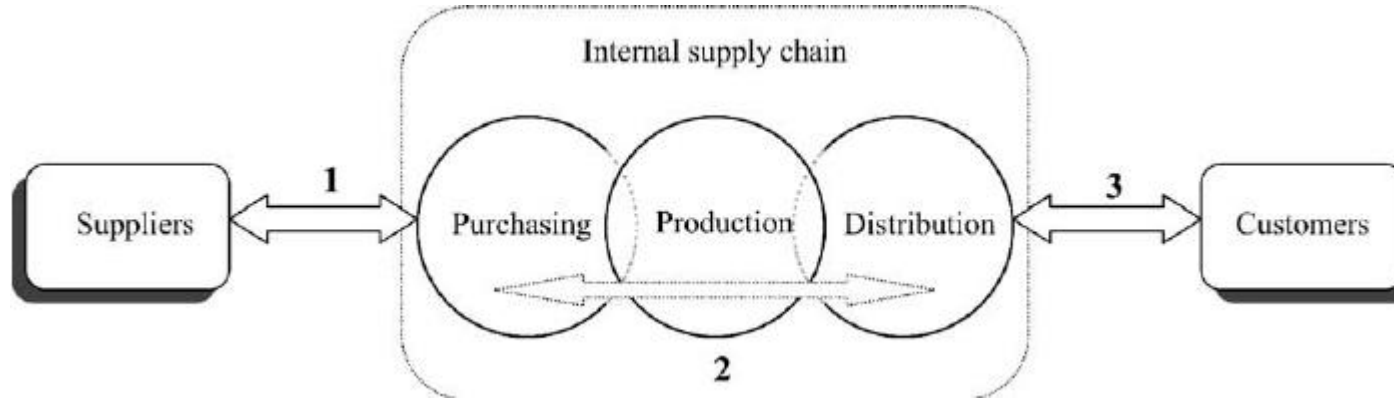 Internal supply chain
1
3
Suppliers
Purchasing
Production
Distribution
Customers
2